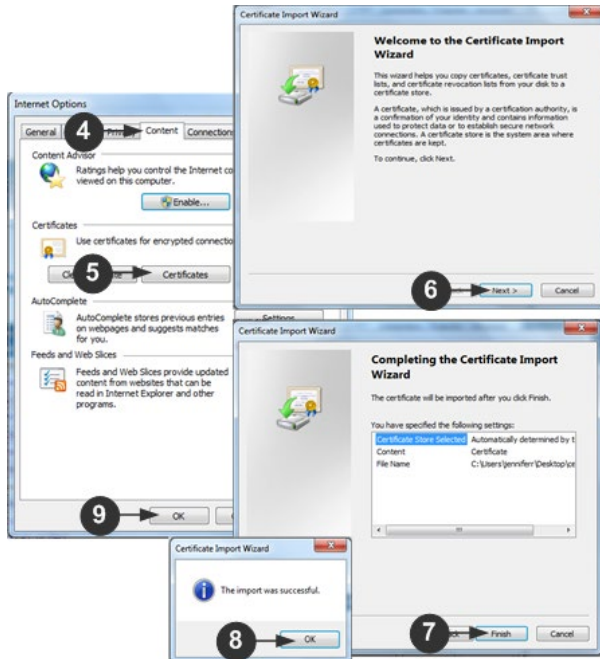 Certificate Import Wizard
Welcome to the Certificate Import
Wizard
This wizard helps you copy certificates, certificate trust
lists, and certificate revocation lists from your disk to a
certificate store.
A certificate, which is issued by a certification authority, is
a confirmation of your identity and contains information
used to protect data or to establish secure network
connections. A certificate store is the system area where
certificates are kept.
To continue, click Next.
6
Next >
Cancel
Internet Options
4
General
Content
Connections
Content Advisor
Ratings help you control the Internet co
viewed on this computer.
Enable...
Certificates
Use certificates for encrypted connectio
5
Certificates
AutoComplete
AutoComplete stores previous entries
on webpages and suggests matches
for you.
Settings
Feeds and Web Slices
Feeds and Web Slices provide updated
content from websites that can be
read in Internet Explorer and other
programs.
9
OK
Certificate Import Wizard
Completing the Certificate Import
Wizard
The certificate will be imported after you click Finish.
You have specified the following settings:
Certificate Store Selected Automatically determined by t
Content Certificate
File Name C:\Users\jenniferr\Desktop\ce
7
Finish
Cancel
Certificate Import Wizard
The import was successful.
8
OK